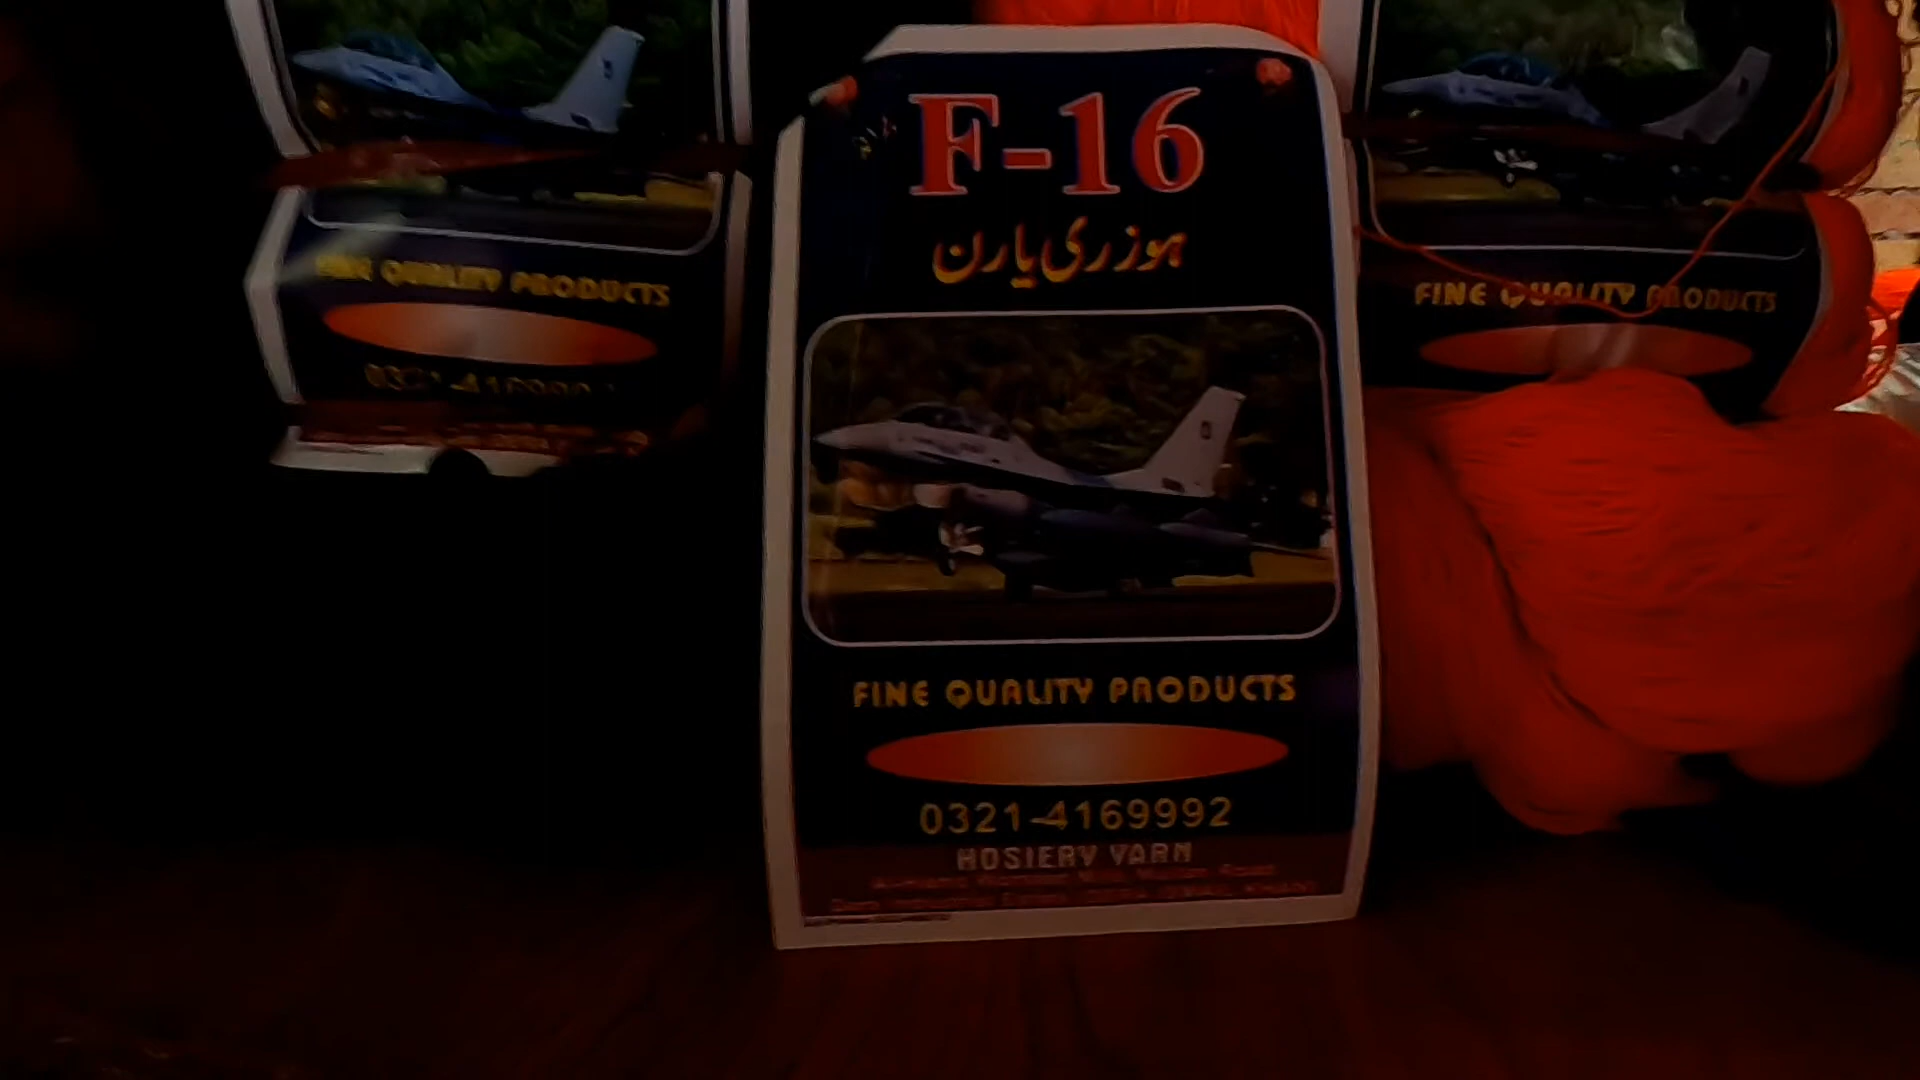 F-16
ہوزری یارن
FINE QUALITY PRODUCTS
0321-4169992
HOSIERY YARN
FINE QUALITY PRODUCTS
FINE QUALITY PRODUCTS